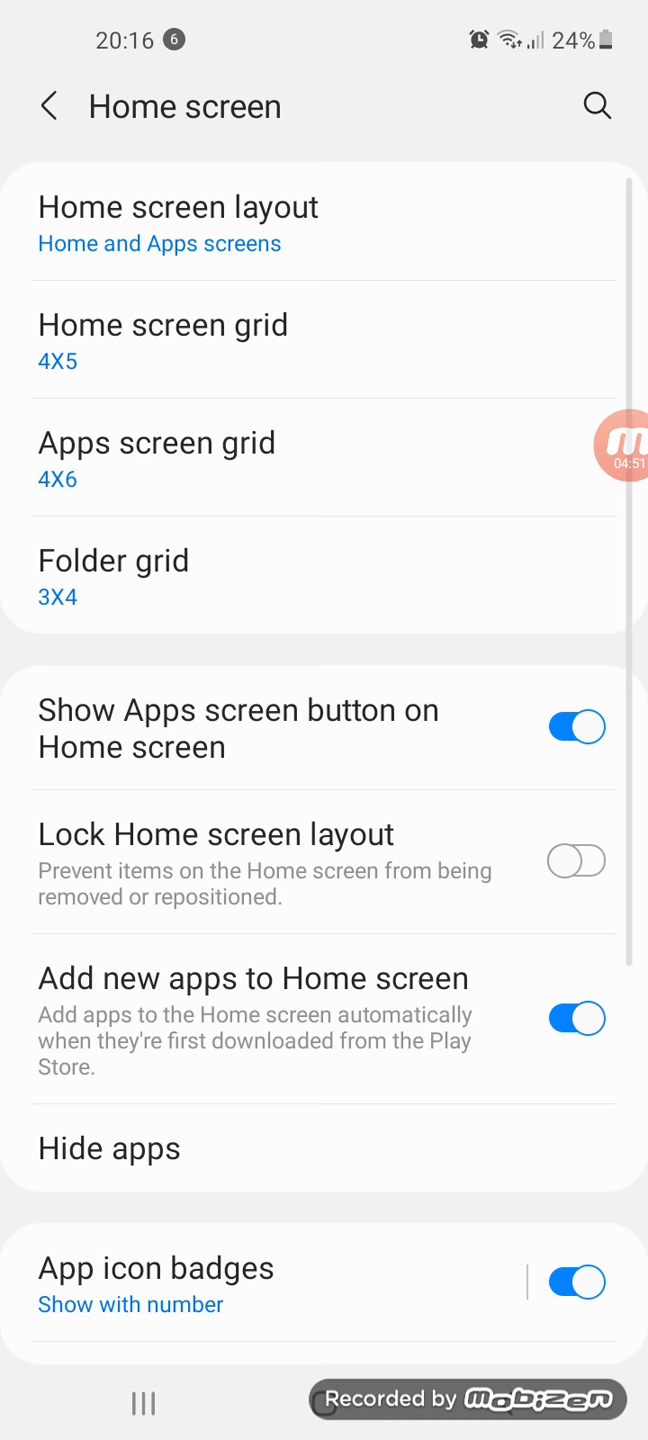 20:16 6 24%
Home screen
Home screen layout
Home and Apps screens
Home screen grid
4X5
Apps screen grid
4X6
04:51
Folder grid
3X4
Show Apps screen button on
Home screen
Lock Home screen layout
Prevent items on the Home screen from being
removed or repositioned.
Add new apps to Home screen
Add apps to the Home screen automatically
when they're first downloaded from the Play
Store.
Hide apps
App icon badges
Show with number
Recorded by mobizen